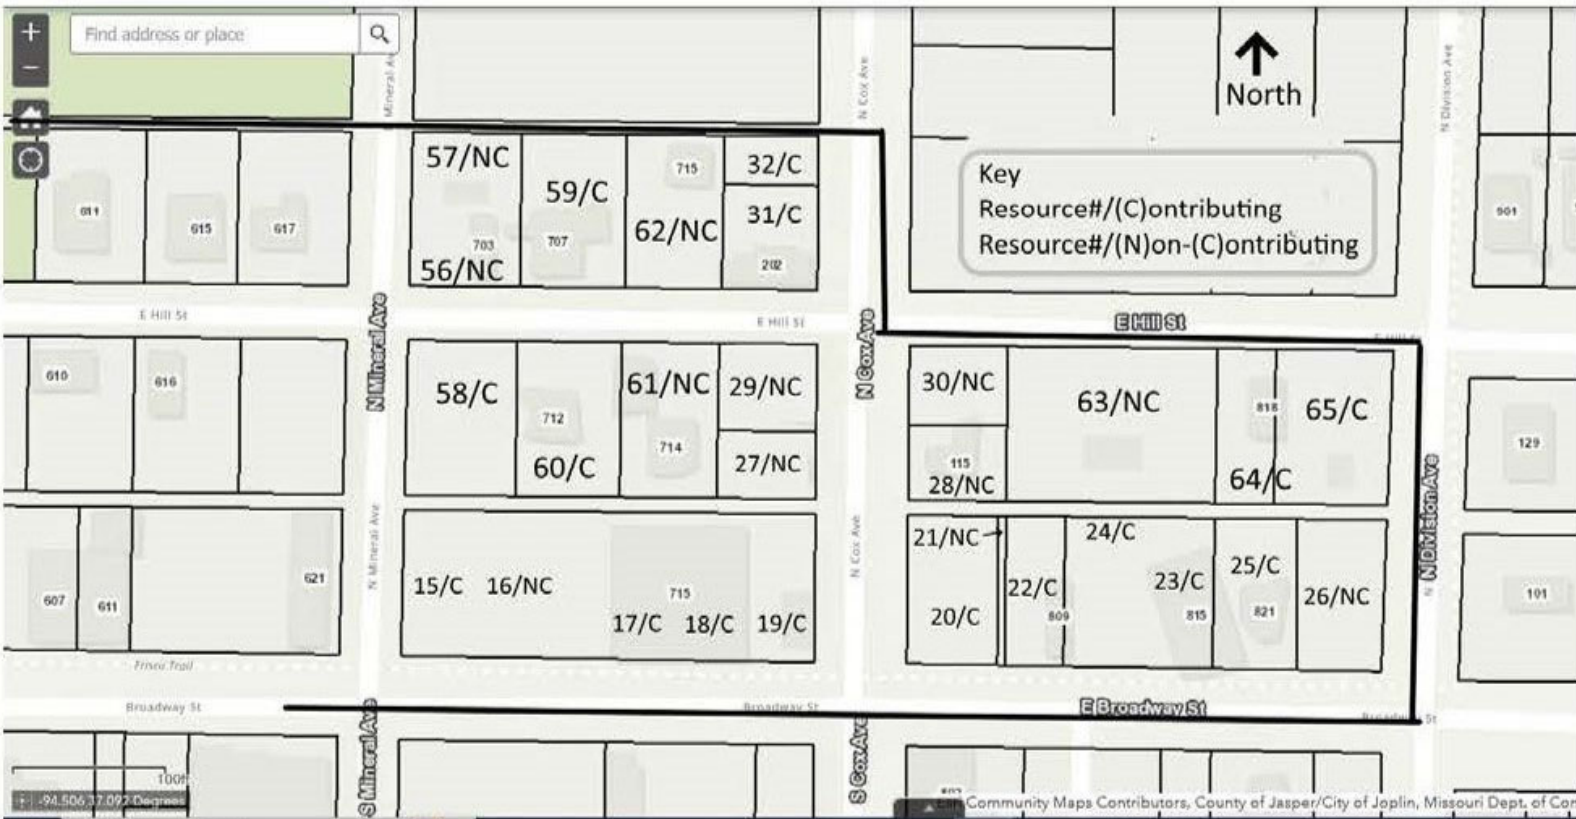 +
Find address or place
−
North
Key
Resource#/(C)ontributing
Resource#/(N)on-(C)ontributing
N Cox Ave
N Division Ave
57/NC
59/C
715
62/NC
32/C
31/C
202
703
707
56/NC
611
615
617
901
E Hill St
E Hill St
E Hill St
N Mineral Ave
N Cox Ave
610
616
58/C
712
60/C
61/NC
714
29/NC
27/NC
30/NC
115
28/NC
63/NC
818
64/C
65/C
129
N Division Ave
N Mineral Ave
N Cox Ave
607
611
621
15/C
16/NC
715
17/C
18/C
19/C
21/NC
20/C
22/C
809
24/C
23/C
815
25/C
821
26/NC
101
Frisco Trail
Broadway St
Broadway St
E Broadway St
S Mineral Ave
S Cox Ave
100ft
-94.506 37.092 Degrees
Community Maps Contributors, County of Jasper/City of Joplin, Missouri Dept. of